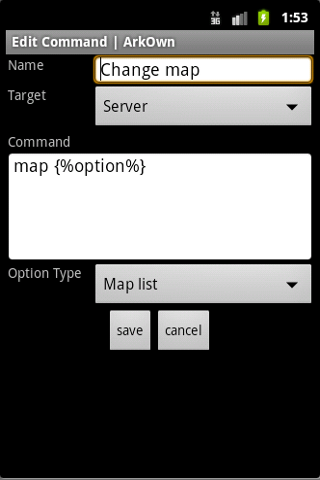 3G 1:53
Edit Command | ArkOwn
Name Change map
Target Server
Command
map {%option%}
Option Type Map list
save cancel